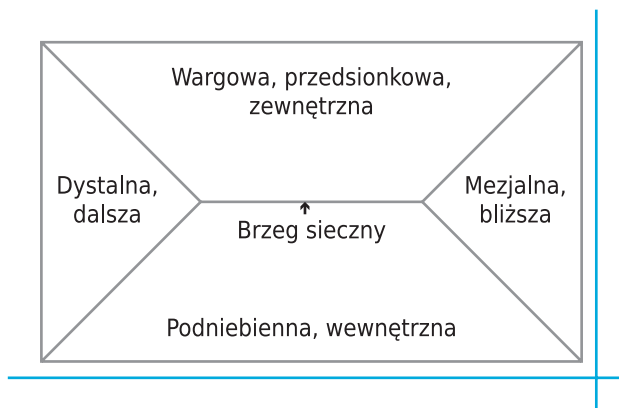 Wargowa, przedsionkowa,
zewnętrzna
Dystalna,
dalsza
Mezjalna,
bliższa
Brzeg sieczny
Podniebienna, wewnętrzna